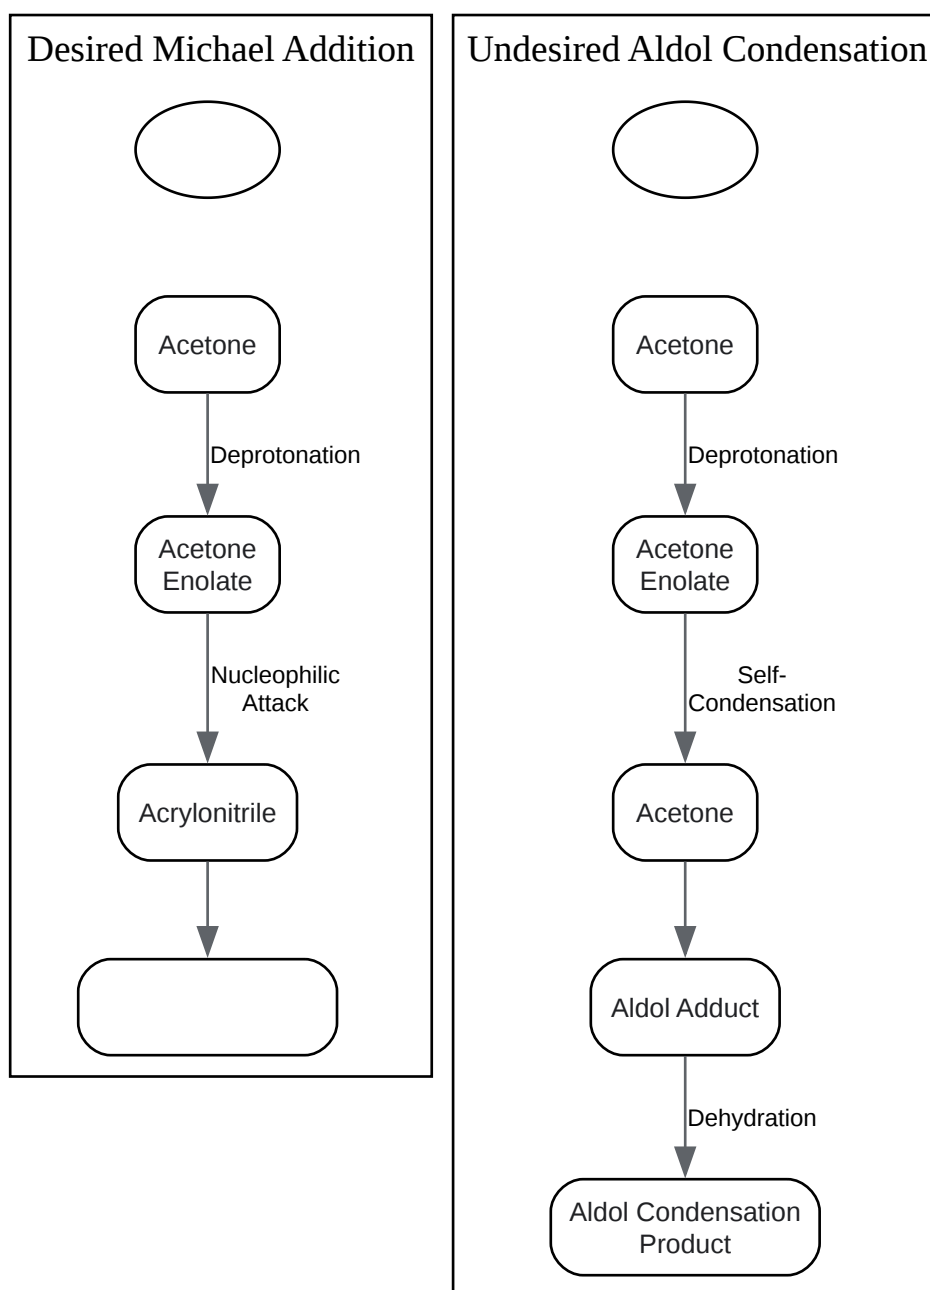 Desired Michael Addition
Acetone
Deprotonation
Acetone
Enolate
Nucleophilic
Attack
Acrylonitrile
Undesired Aldol Condensation
Acetone
Deprotonation
Acetone
Enolate
Self-
Condensation
Acetone
Aldol Adduct
Dehydration
Aldol Condensation
Product